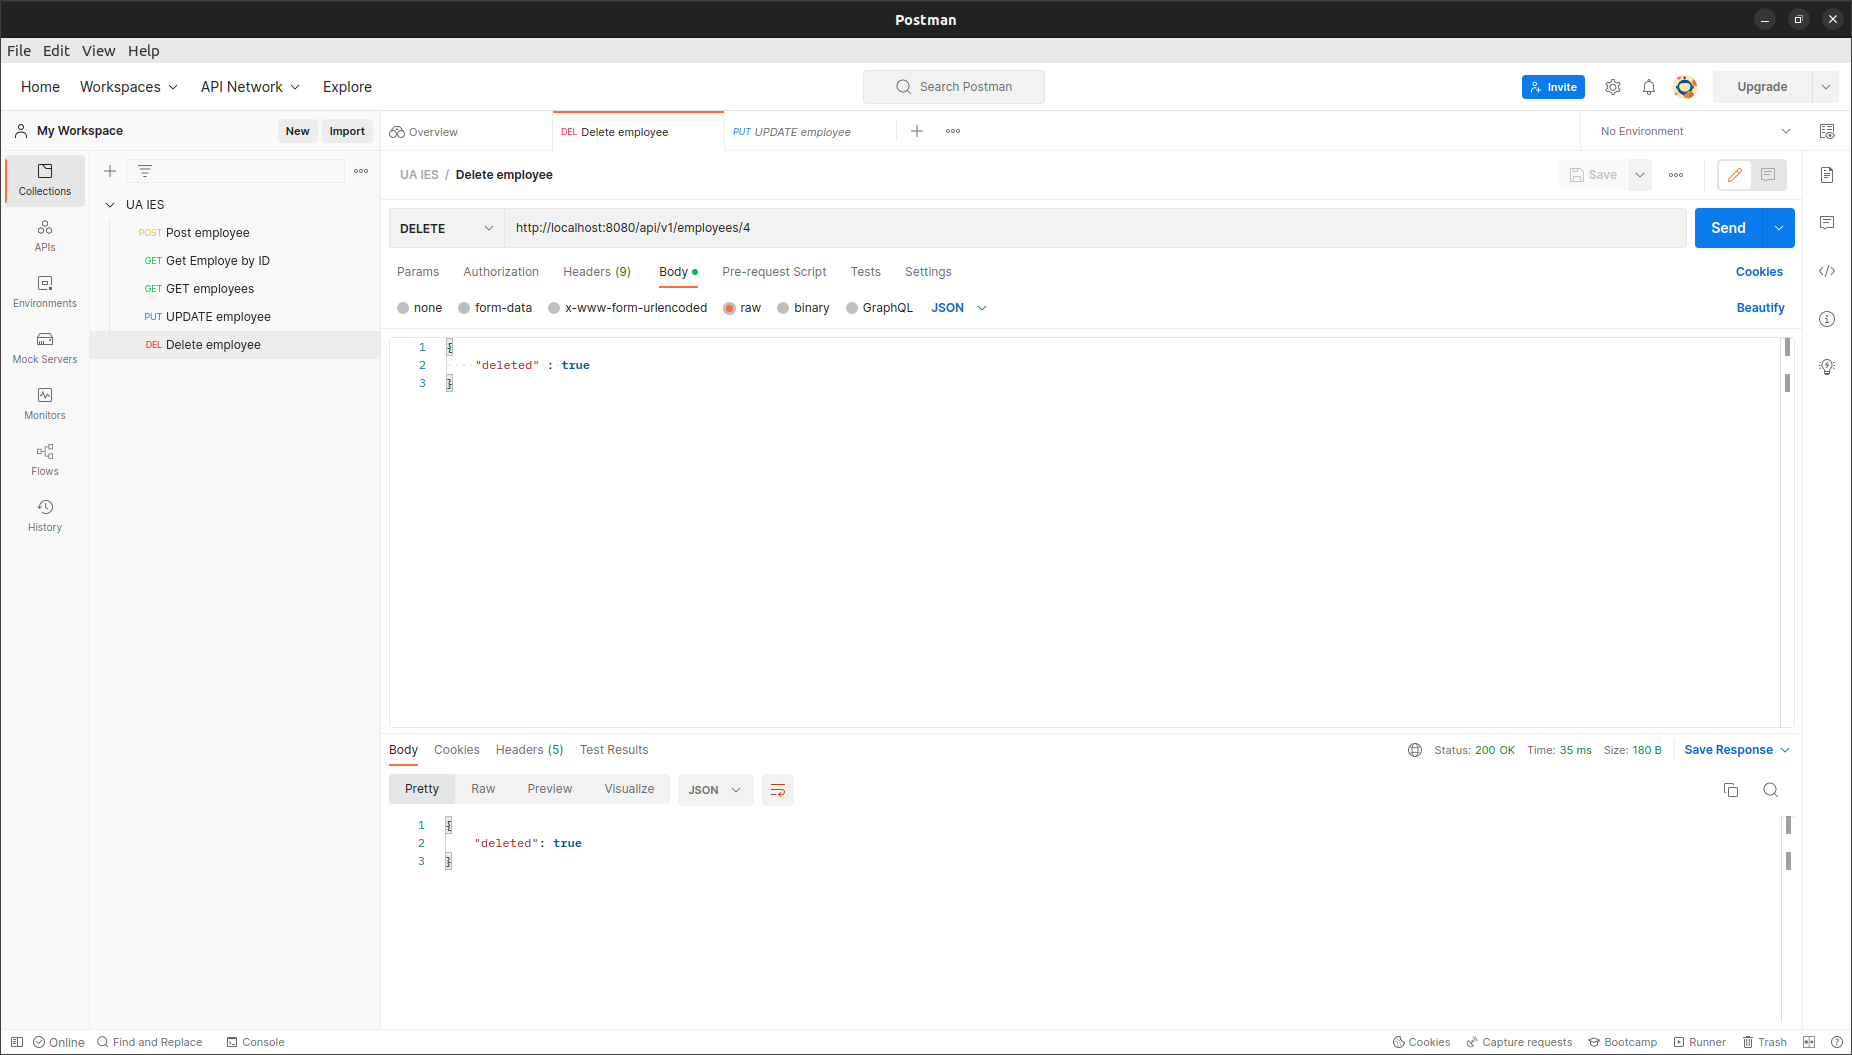 Postman
File Edit View Help
Home Workspaces API Network Explore
Search Postman
Invite
Upgrade
My Workspace
New Import
Overview
DEL Delete employee
PUT UPDATE employee
No Environment
Collections
APIs
Environments
Mock Servers
Monitors
Flows
History
UA IES
POST Post employee
GET Get Employe by ID
GET GET employees
PUT UPDATE employee
DEL Delete employee
UA IES / Delete employee
Save
DELETE http://localhost:8080/api/v1/employees/4
Send
Params Authorization Headers (9) Body Pre-request Script Tests Settings
Cookies
none form-data x-www-form-urlencoded raw binary GraphQL JSON
Beautify
1 {
2 "deleted" : true
3 }
Body Cookies Headers (5) Test Results
Status: 200 OK Time: 35 ms Size: 180 B Save Response
Pretty Raw Preview Visualize JSON
1 {
2 "deleted": true
3 }
Online Find and Replace Console
Cookies Capture requests Bootcamp Runner Trash